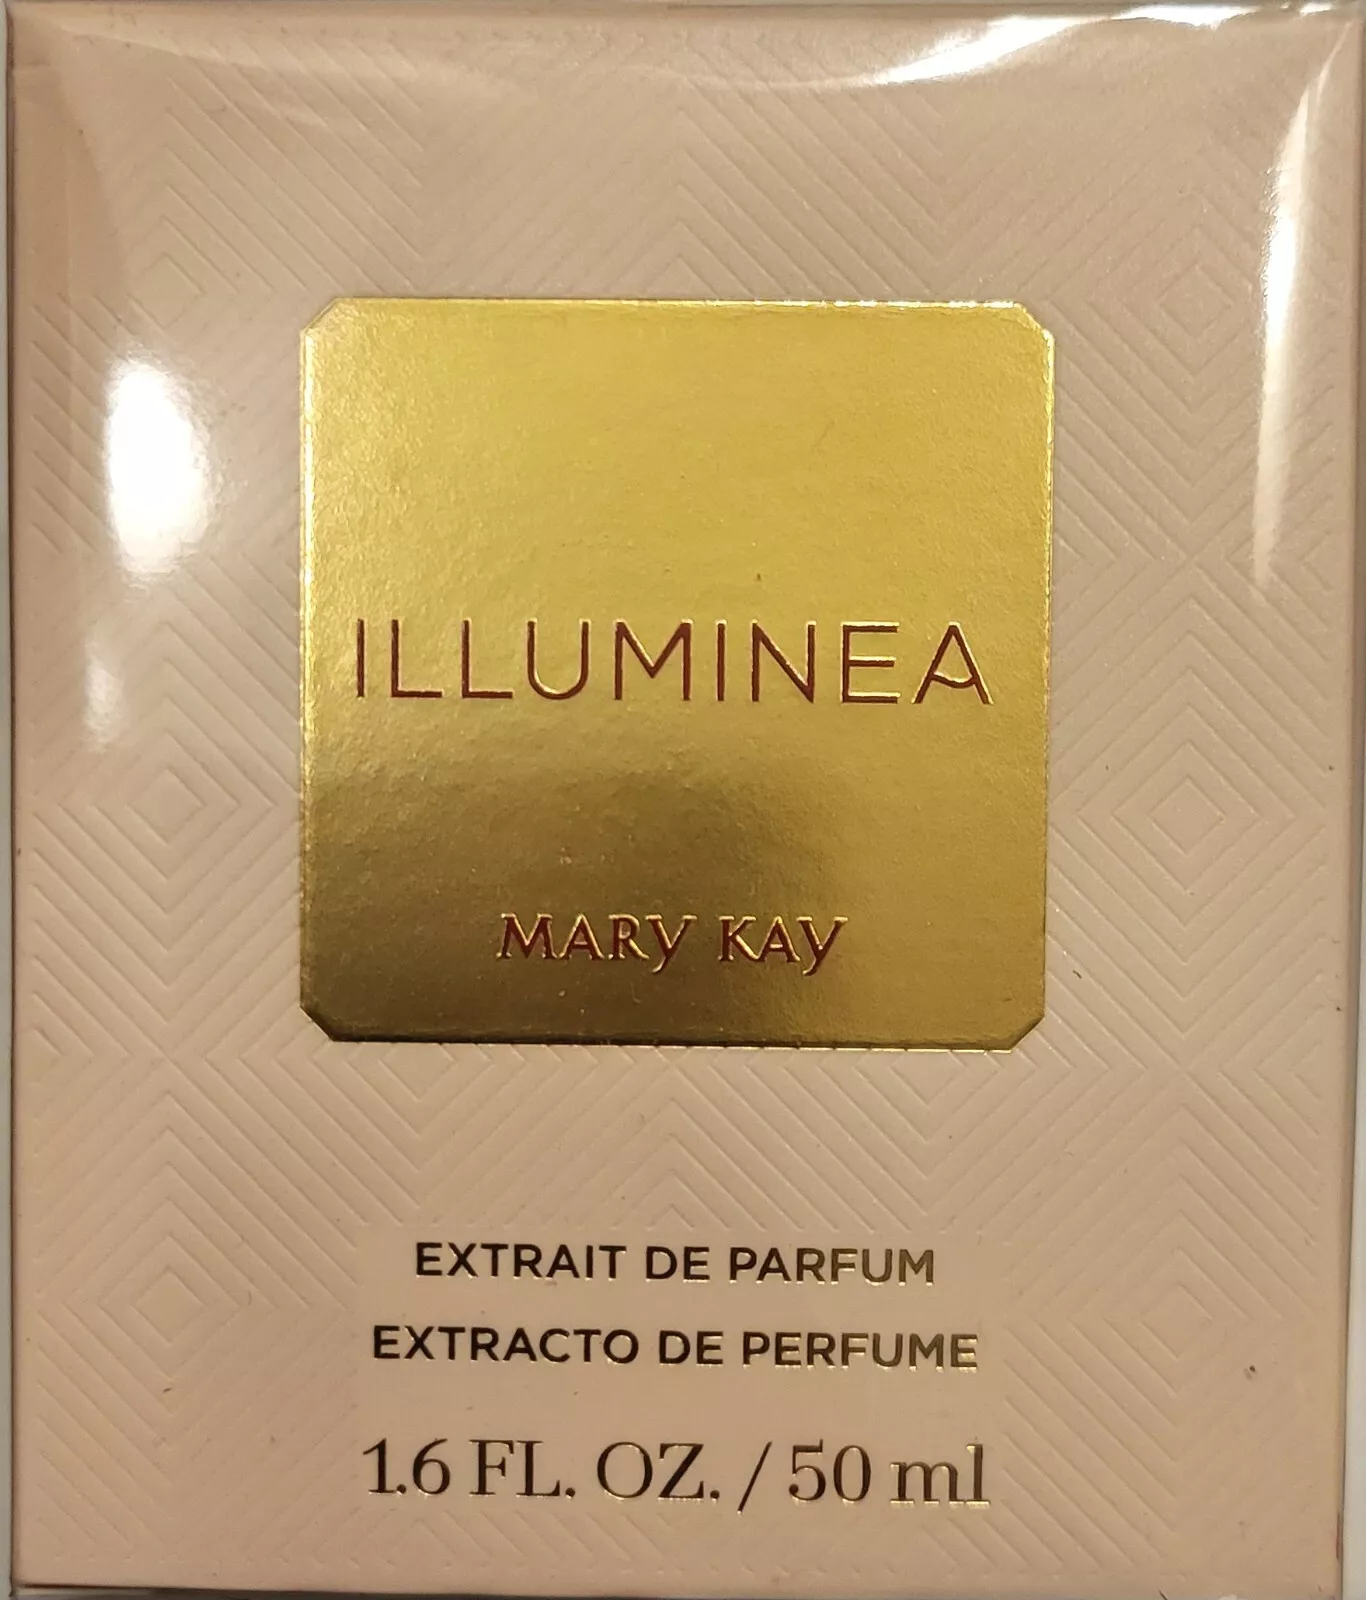 ILLUMINEA
MARY KAY
EXTRAIT DE PARFUM
EXTRACTO DE PERFUME
1.6 FL. OZ. / 50 ml